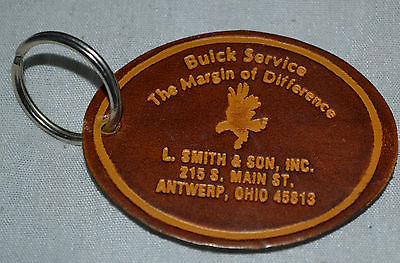 Buick Service
The Margin of Difference
L. SMITH & SON, INC.
215 S. MAIN ST.
ANTWERP, OHIO 45813